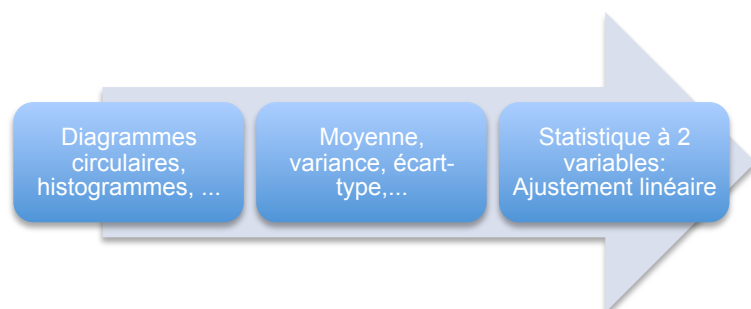 Diagrammes
circulaires,
histogrammes, ...
Moyenne,
variance, écart-
type,...
Statistique à 2
variables:
Ajustement linéaire